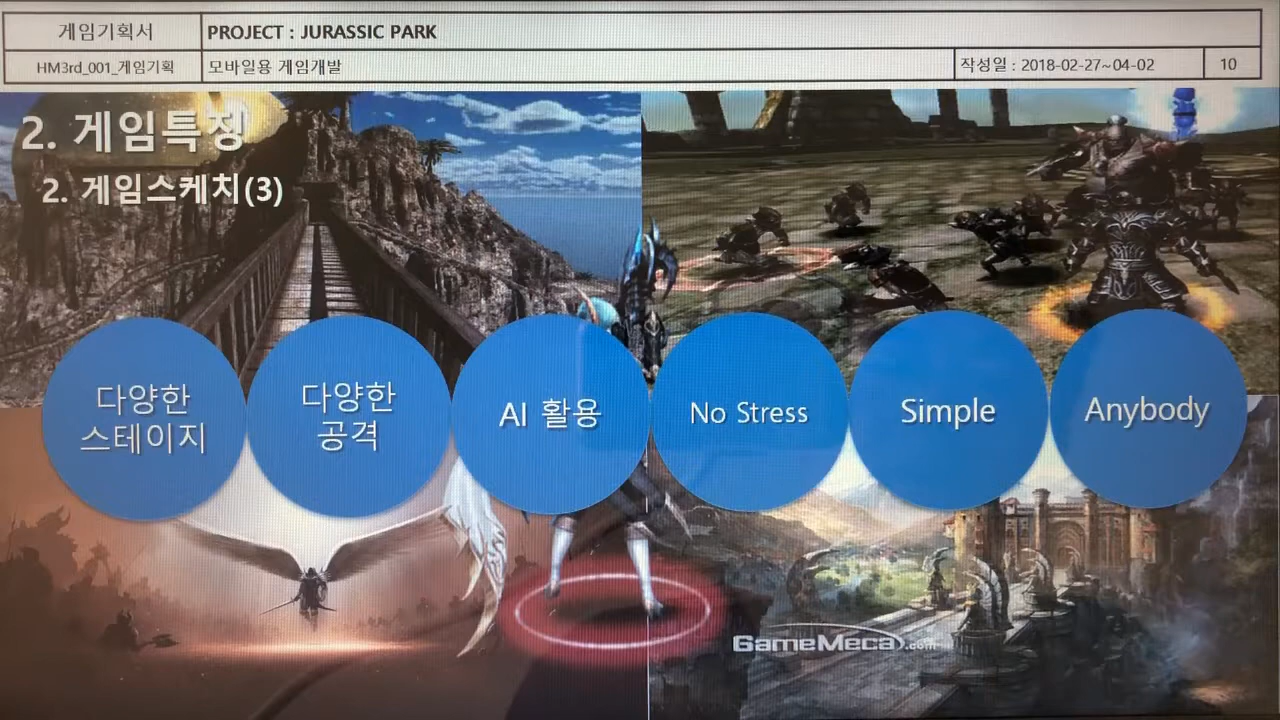 게임기획서
PROJECT : JURASSIC PARK
HM3rd_001_게임기획
모바일용 게임개발
작성일 : 2018-02-27~04-02
10
2. 게임특징
2. 게임스케치(3)
다양한
스테이지
다양한
공격
AI 활용
No Stress
Simple
Anybody
GameMeca.com